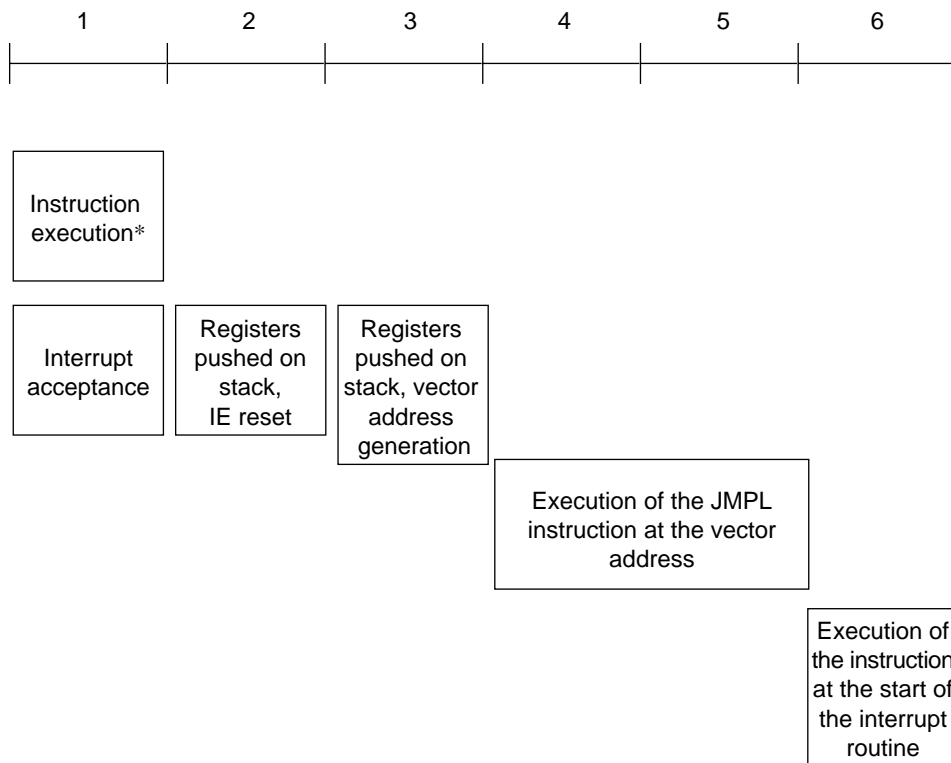 1 2 3 4 5 6
Instruction
execution*
Interrupt
acceptance
Registers
pushed on
stack,
IE reset
Registers
pushed on
stack, vector
address
generation
Execution of the JMPL
instruction at the vector
address
Execution of
the instruction
at the start of
the interrupt
routine